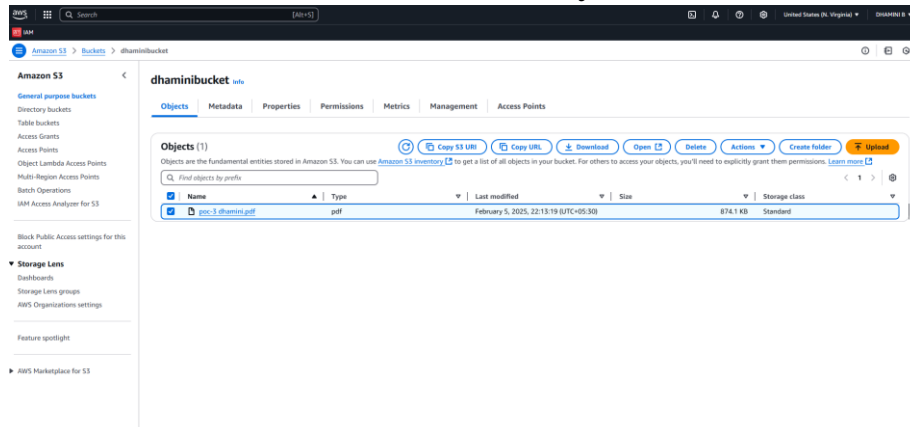 aws
Search
[Alt+S]
United States (N. Virginia) ▼
DHAMINI B
IAM
Amazon S3 > Buckets > dhaminibucket
Amazon S3
General purpose buckets
Directory buckets
Table buckets
Access Grants
Access Points
Object Lambda Access Points
Multi-Region Access Points
Batch Operations
IAM Access Analyzer for S3
Block Public Access settings for this
account
▼ Storage Lens
Dashboards
Storage Lens groups
AWS Organizations settings
Feature spotlight
▶ AWS Marketplace for S3
dhaminibucket Info
Objects Metadata Properties Permissions Metrics Management Access Points
Objects (1)
Copy S3 URI Copy URL Download Open Delete Actions ▼ Create folder Upload
Objects are the fundamental entities stored in Amazon S3. You can use Amazon S3 inventory to get a list of all objects in your bucket. For others to access your objects, you'll need to explicitly grant them permissions. Learn more
Find objects by prefix
< 1 >
Name ▲ Type ▼ Last modified ▼ Size ▼ Storage class ▼
poc-3 dhamini.pdf pdf February 5, 2025, 22:13:19 (UTC+05:30) 874.1 KB Standard